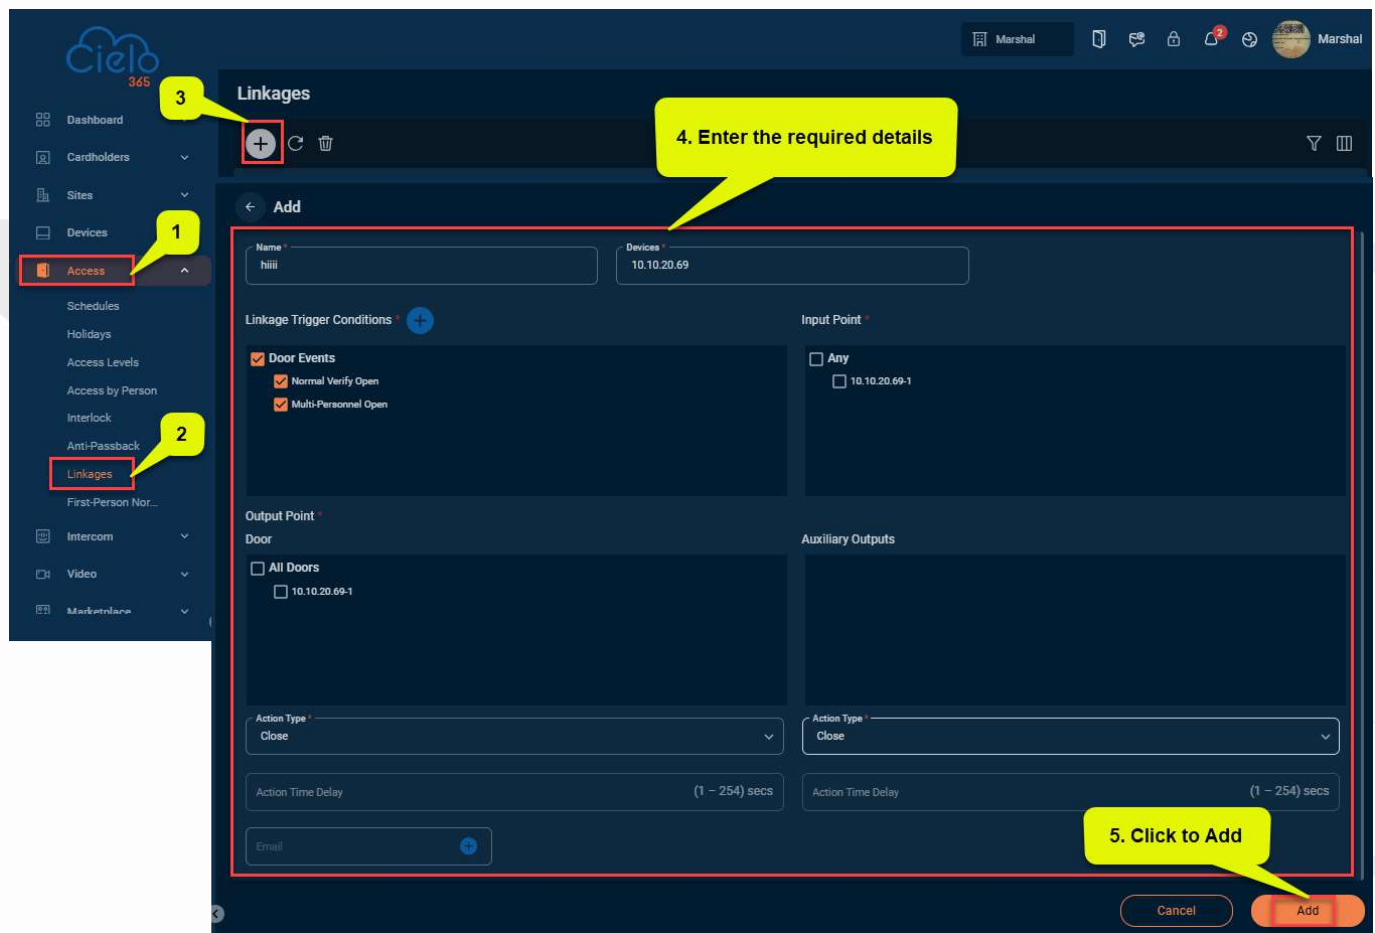 Cielo
365
Marshal
2
Marshal
Dashboard
Cardholders
Sites
Devices
Access
Schedules
Holidays
Access Levels
Access by Person
Interlock
Anti-Passback
Linkages
First-Person Nor...
Intercom
Video
Marketplace
1
2
3
Linkages
4. Enter the required details
Add
Name *
hiiii
Devices *
10.10.20.69
Linkage Trigger Conditions *
Input Point *
Door Events
Normal Verify Open
Multi-Personnel Open
Any
10.10.20.69-1
Output Point *
Door
Auxiliary Outputs
All Doors
10.10.20.69-1
Action Type *
Close
Action Type *
Close
Action Time Delay (1 – 254) secs
Action Time Delay (1 – 254) secs
Email
5. Click to Add
Cancel
Add